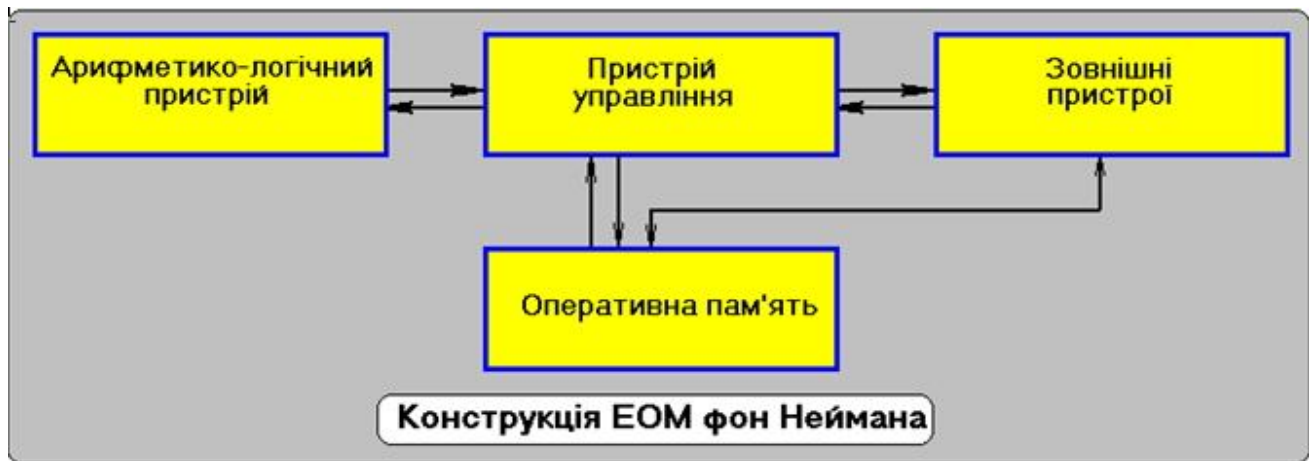 Арифметико-логічний
пристрій
Пристрій
управління
Зовнішні
пристрої
Оперативна пам'ять
Конструкція ЕОМ фон Неймана